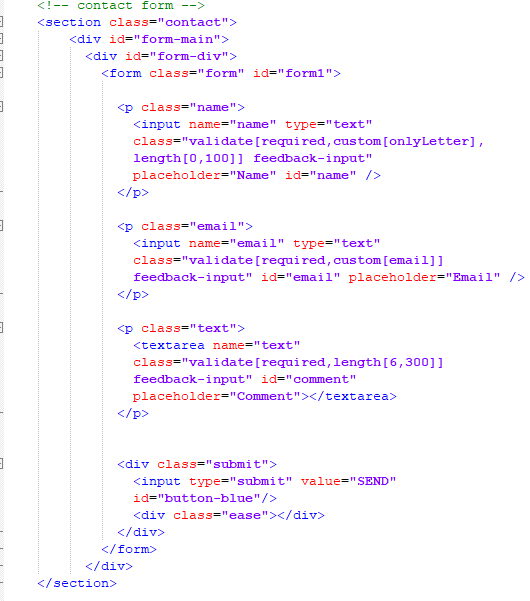 <!-- contact form -->
<section class="contact">
<div id="form-main">
<div id="form-div">
<form class="form" id="form1">
<p class="name">
<input name="name" type="text"
class="validate[required,custom[onlyLetter],
length[0,100]] feedback-input"
placeholder="Name" id="name" />
</p>
<p class="email">
<input name="email" type="text"
class="validate[required,custom[email]]
feedback-input" id="email" placeholder="Email" />
</p>
<p class="text">
<textarea name="text"
class="validate[required,length[6,300]]
feedback-input" id="comment"
placeholder="Comment"></textarea>
</p>
<div class="submit">
<input type="submit" value="SEND"
id="button-blue"/>
<div class="ease"></div>
</div>
</form>
</div>
</section>